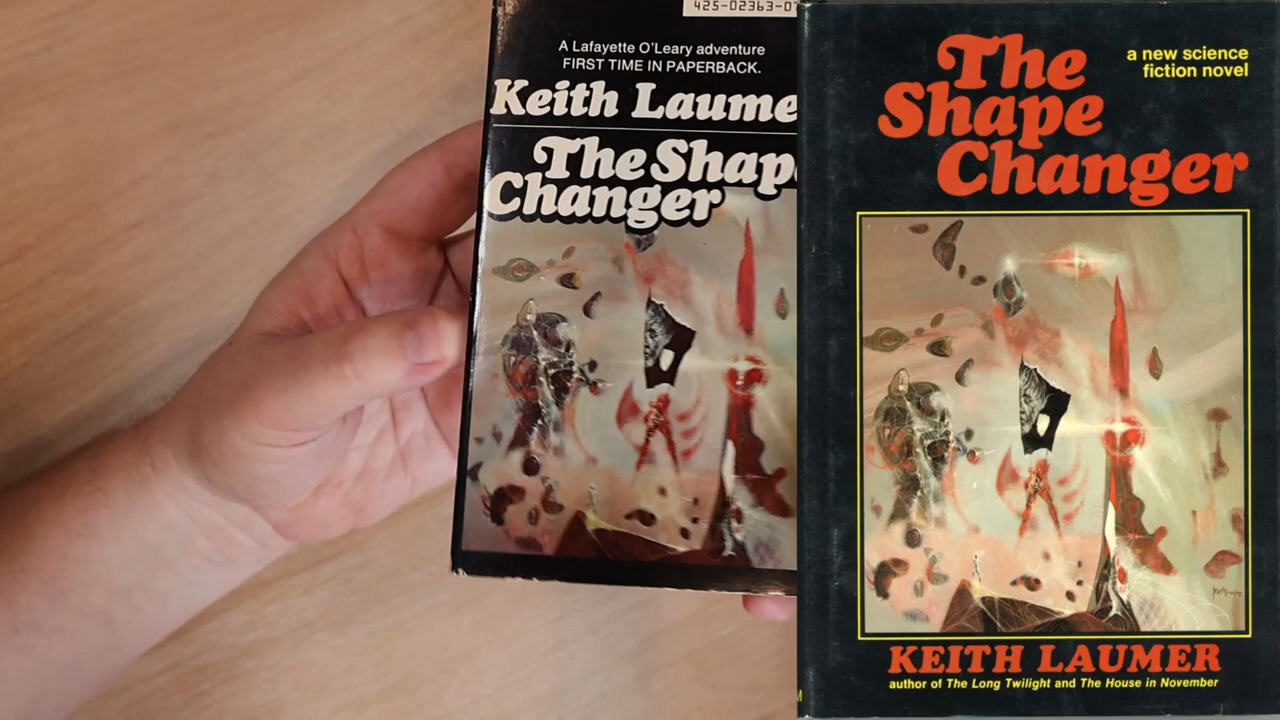 425-02363-0
A Lafayette O'Leary adventure
FIRST TIME IN PAPERBACK.
Keith Laume
The Shap
Changer
The
Shape
Changer
a new science
fiction novel
KEITH LAUMER
author of The Long Twilight and The House in November